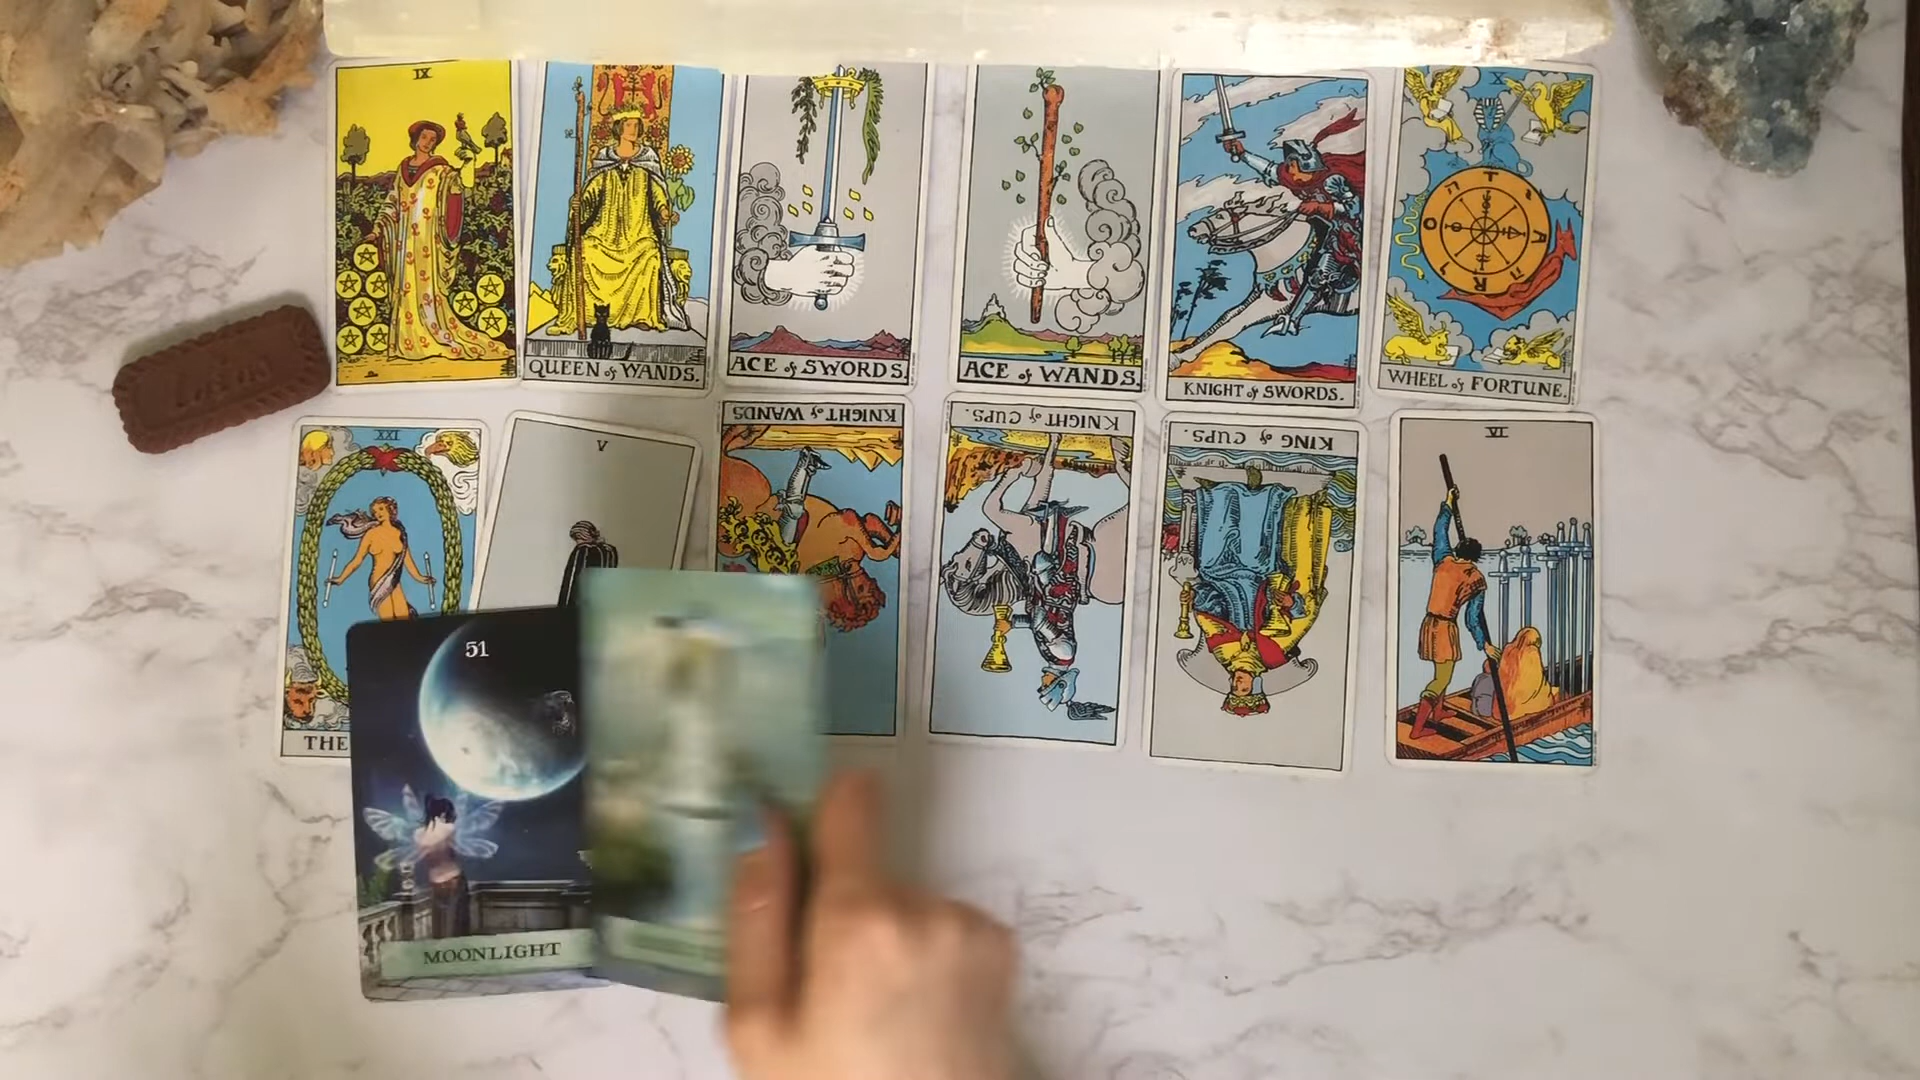 IX
QUEEN of WANDS.
ACE of SWORDS.
ACE of WANDS.
KNIGHT of SWORDS.
X
WHEEL of FORTUNE.
XXI
THE
V
KNIGHT of WANDS
KNIGHT of CUPS.
KING of CUPS.
VI
51
MOONLIGHT